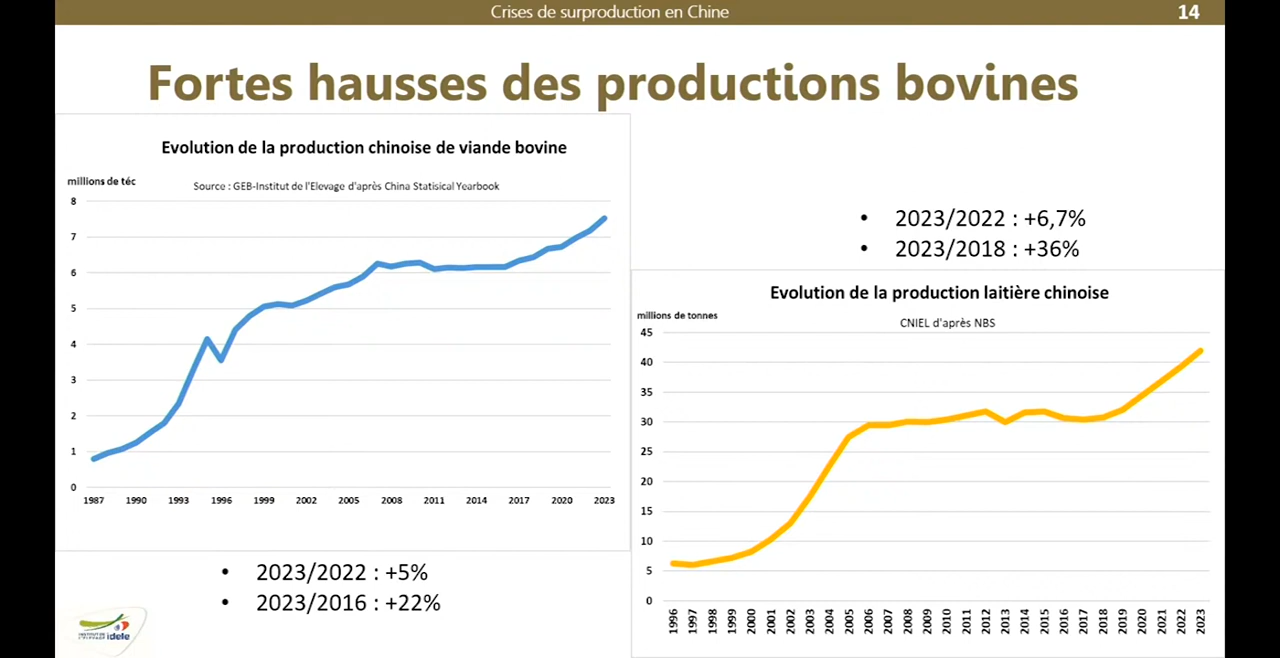 Crises de surproduction en Chine
14
Fortes hausses des productions bovines
Evolution de la production chinoise de viande bovine
millions de téc
Source : GEB-Institut de l'Elevage d'après China Statisical Yearbook
8
7
6
5
4
3
2
1
0
1987 1990 1993 1996 1999 2002 2005 2008 2011 2014 2017 2020 2023
• 2023/2022 : +5%
• 2023/2016 : +22%
• 2023/2022 : +6,7%
• 2023/2018 : +36%
Evolution de la production laitière chinoise
millions de tonnes
CNIEL d'après NBS
45
40
35
30
25
20
15
10
5
0
1996 1997 1998 1999 2000 2001 2002 2003 2004 2005 2006 2007 2008 2009 2010 2011 2012 2013 2014 2015 2016 2017 2018 2019 2020 2021 2022 2023
INSTITUT DE
L'ELEVAGE idele